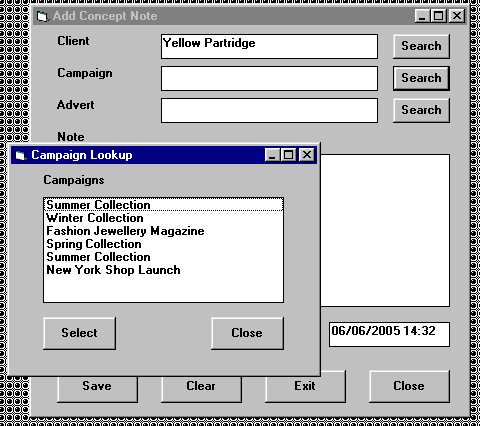 Add Concept Note
Client
Yellow Partridge
Search
Campaign
Search
Advert
Search
Note
Campaign Lookup
Campaigns
Summer Collection
Winter Collection
Fashion Jewellery Magazine
Spring Collection
Summer Collection
New York Shop Launch
Select
Close
06/06/2005 14:32
Save
Clear
Exit
Close